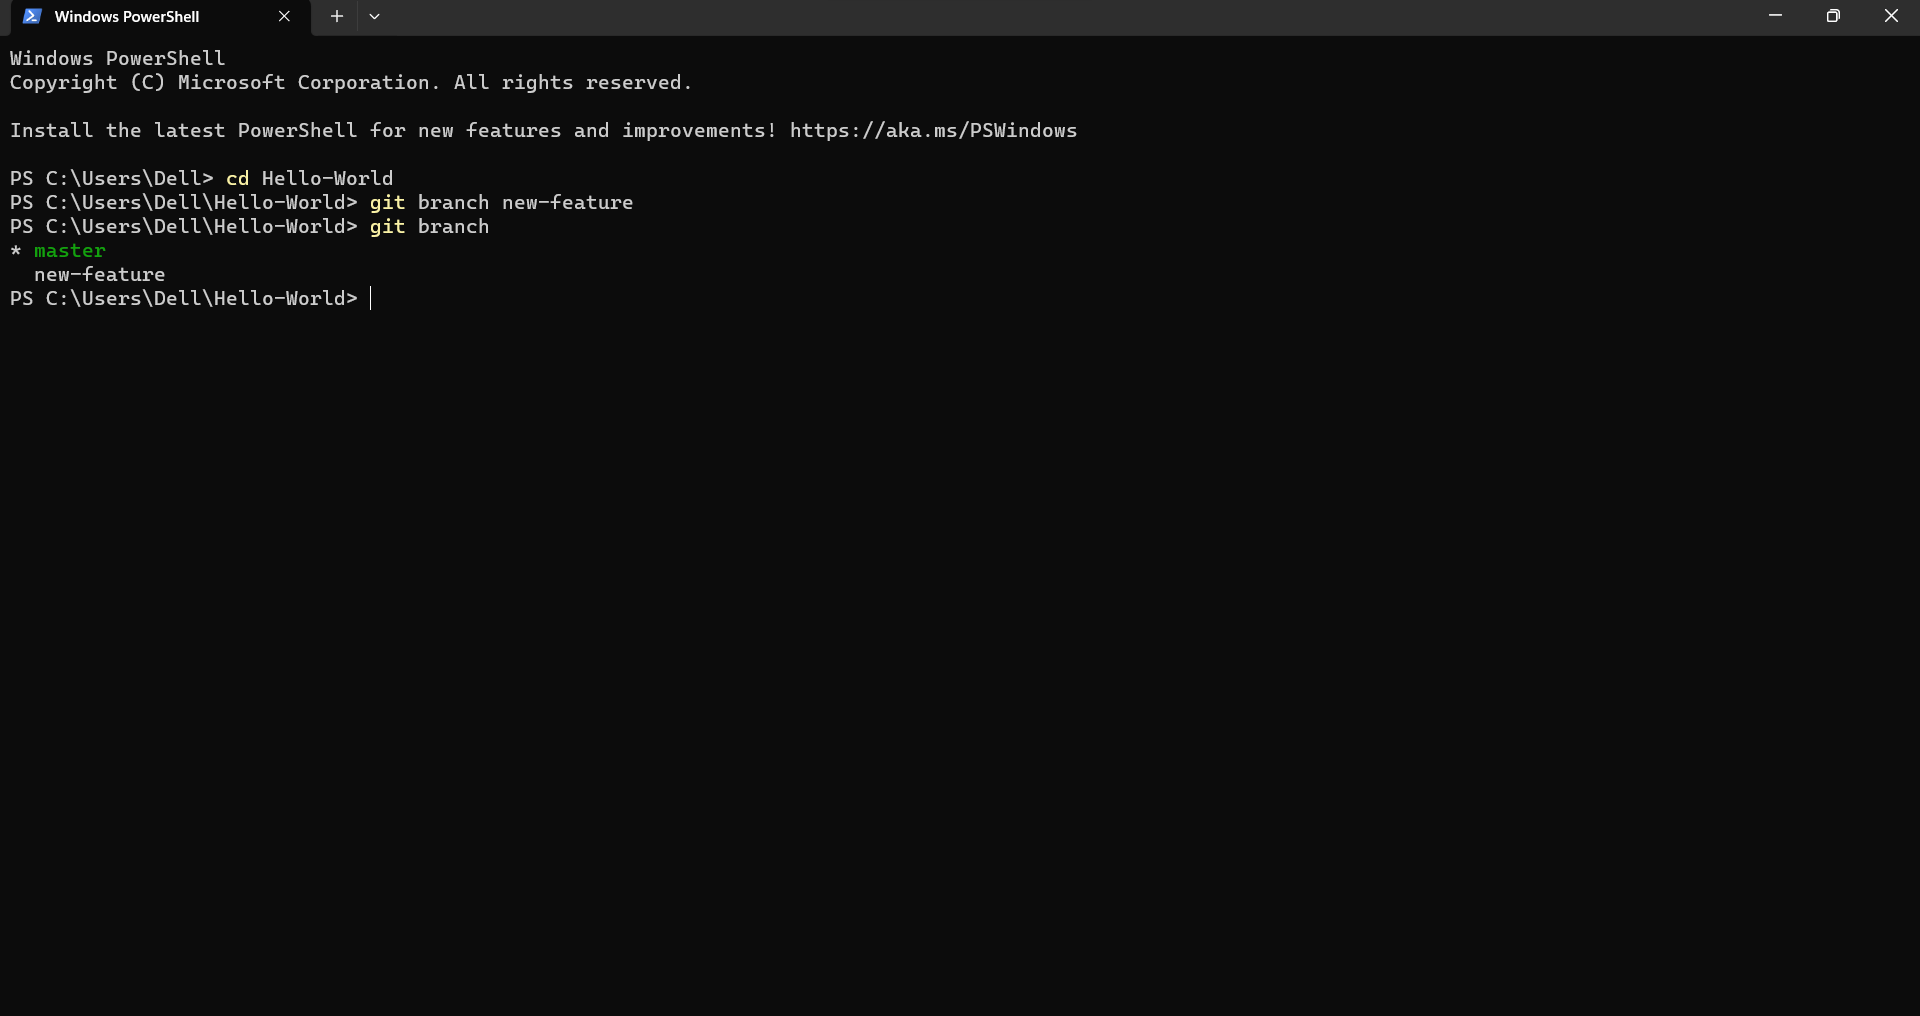 Windows PowerShell
Windows PowerShell
Copyright (C) Microsoft Corporation. All rights reserved.
Install the latest PowerShell for new features and improvements! https://aka.ms/PSWindows
PS C:\Users\Dell> cd Hello-World
PS C:\Users\Dell\Hello-World> git branch new-feature
PS C:\Users\Dell\Hello-World> git branch
* master
  new-feature
PS C:\Users\Dell\Hello-World>